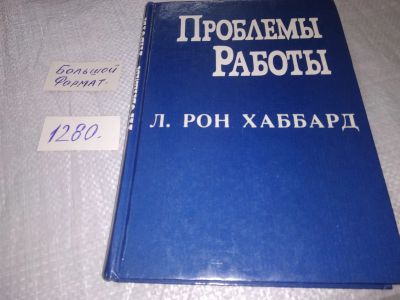 ПРОБЛЕМЫ
РАБОТЫ
Л. РОН ХАББАРД
БОЛЬШОЙ
ФОРМАТ.
1280.